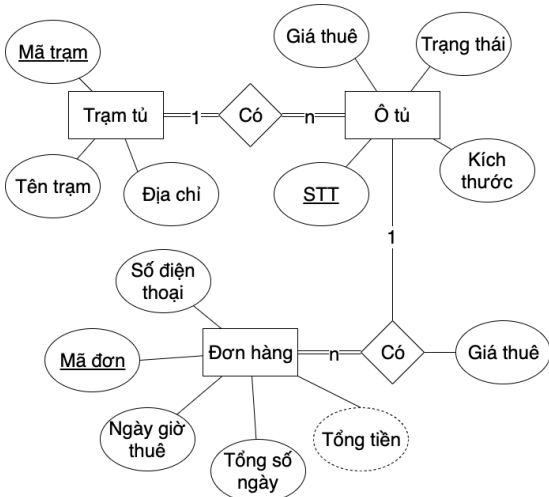 Giá thuê
Trạng thái
Mã trạm
Trạm tủ
1
Có
n
Ô tủ
Tên trạm
Địa chỉ
STT
Kích
thước
1
Số điện
thoại
Mã đơn
Đơn hàng
n
Có
Giá thuê
Ngày giờ
thuê
Tổng số
ngày
Tổng tiền